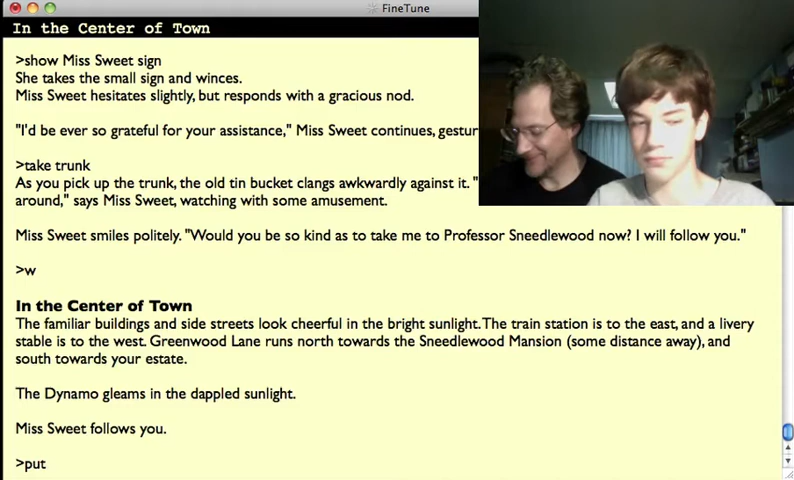 FineTune
In the Center of Town
>show Miss Sweet sign
She takes the small sign and winces.
Miss Sweet hesitates slightly, but responds with a gracious nod.
"I'd be ever so grateful for your assistance," Miss Sweet continues, gestur
>take trunk
As you pick up the trunk, the old tin bucket clangs awkwardly against it. "
around," says Miss Sweet, watching with some amusement.
Miss Sweet smiles politely. "Would you be so kind as to take me to Professor Sneedlewood now? I will follow you."
>w
In the Center of Town
The familiar buildings and side streets look cheerful in the bright sunlight. The train station is to the east, and a livery
stable is to the west. Greenwood Lane runs north towards the Sneedlewood Mansion (some distance away), and
south towards your estate.
The Dynamo gleams in the dappled sunlight.
Miss Sweet follows you.
>put